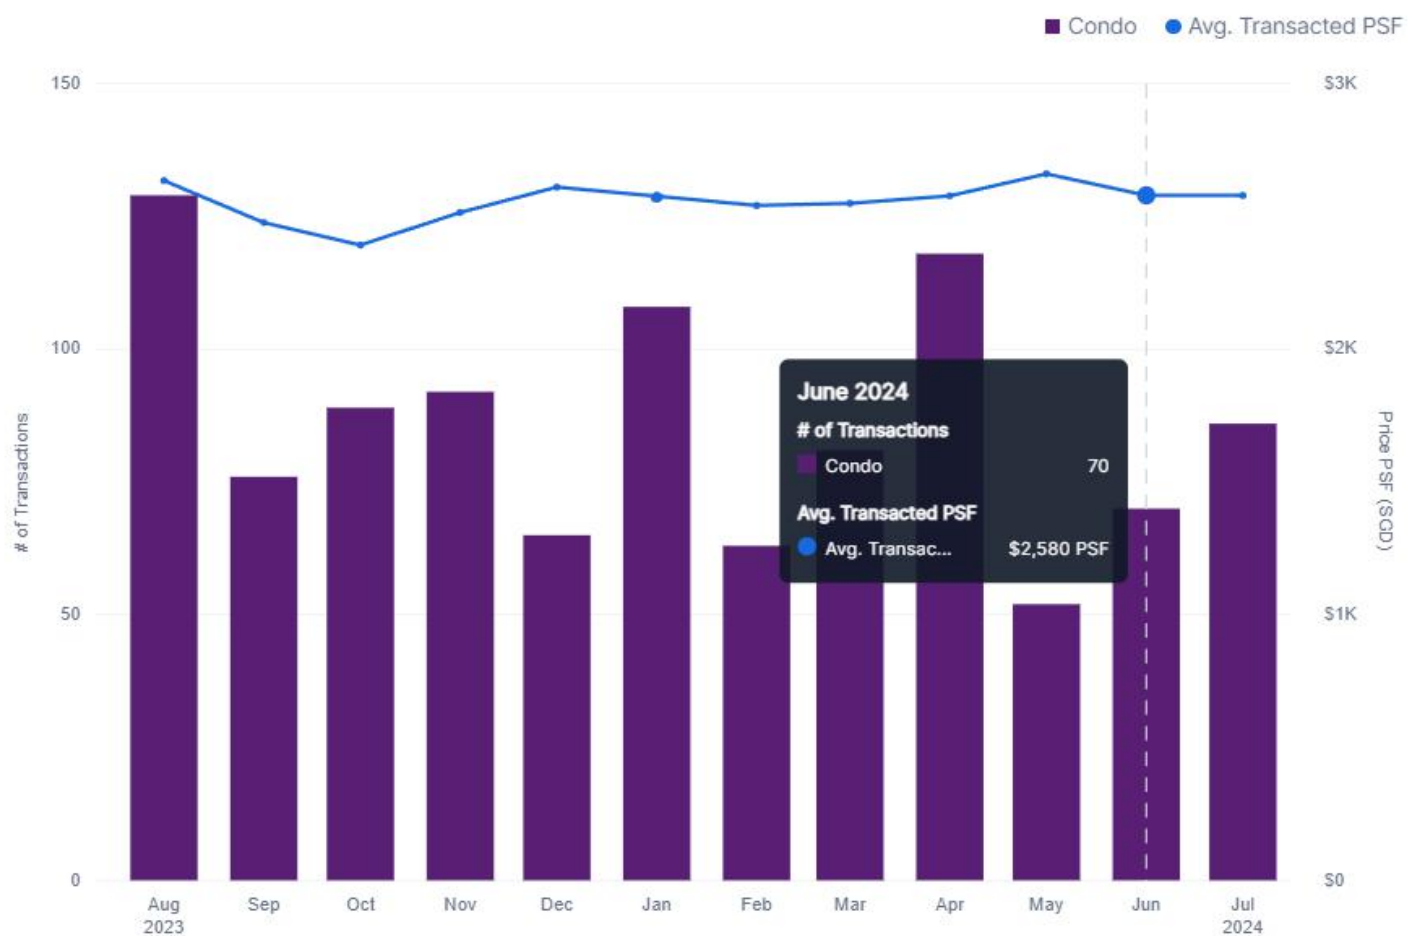 Condo Avg. Transacted PSF
150 $3K
100 $2K
50 $1K
0 $0
# of Transactions
Price PSF (SGD)
June 2024
# of Transactions
Condo 70
Avg. Transacted PSF
Avg. Transac... $2,580 PSF
Aug Sep Oct Nov Dec Jan Feb Mar Apr May Jun Jul
2023 2024